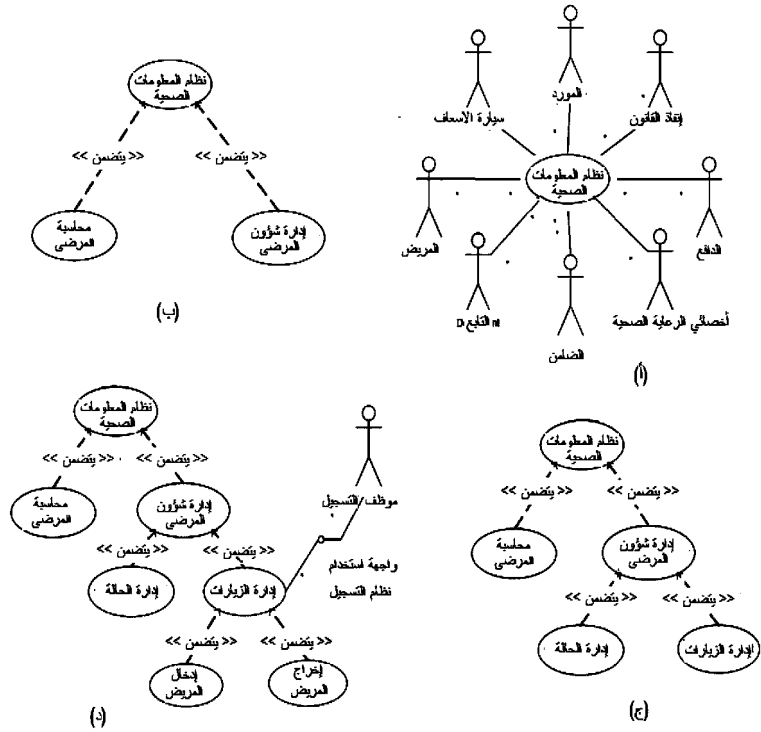 المورد
سيارة الاسعاف
إنفاذ القانون
نظام المعلومات
الصحية
المريض
الدافع
التابع
الضامن
أخصائي الرعاية الصحية
(أ)
نظام المعلومات
الصحية
<< يتضمن >>
<< يتضمن >>
محاسبة
المرضى
إدارة شؤون
المرضى
(ب)
نظام المعلومات
الصحية
<< يتضمن >>
<< يتضمن >>
محاسبة
المرضى
إدارة شؤون
المرضى
<< يتضمن >>
<< يتضمن >>
إدارة الحالة
إدارة الزيارات
(ج)
نظام المعلومات
الصحية
<< يتضمن >>
<< يتضمن >>
محاسبة
المرضى
إدارة شؤون
المرضى
موظف/التسجيل
<< يتضمن >>
<< يتضمن >>
واجهة استخدام
نظام التسجيل
إدارة الحالة
إدارة الزيارات
<< يتضمن >>
<< يتضمن >>
إدخال
المريض
إخراج
المريض
(د)